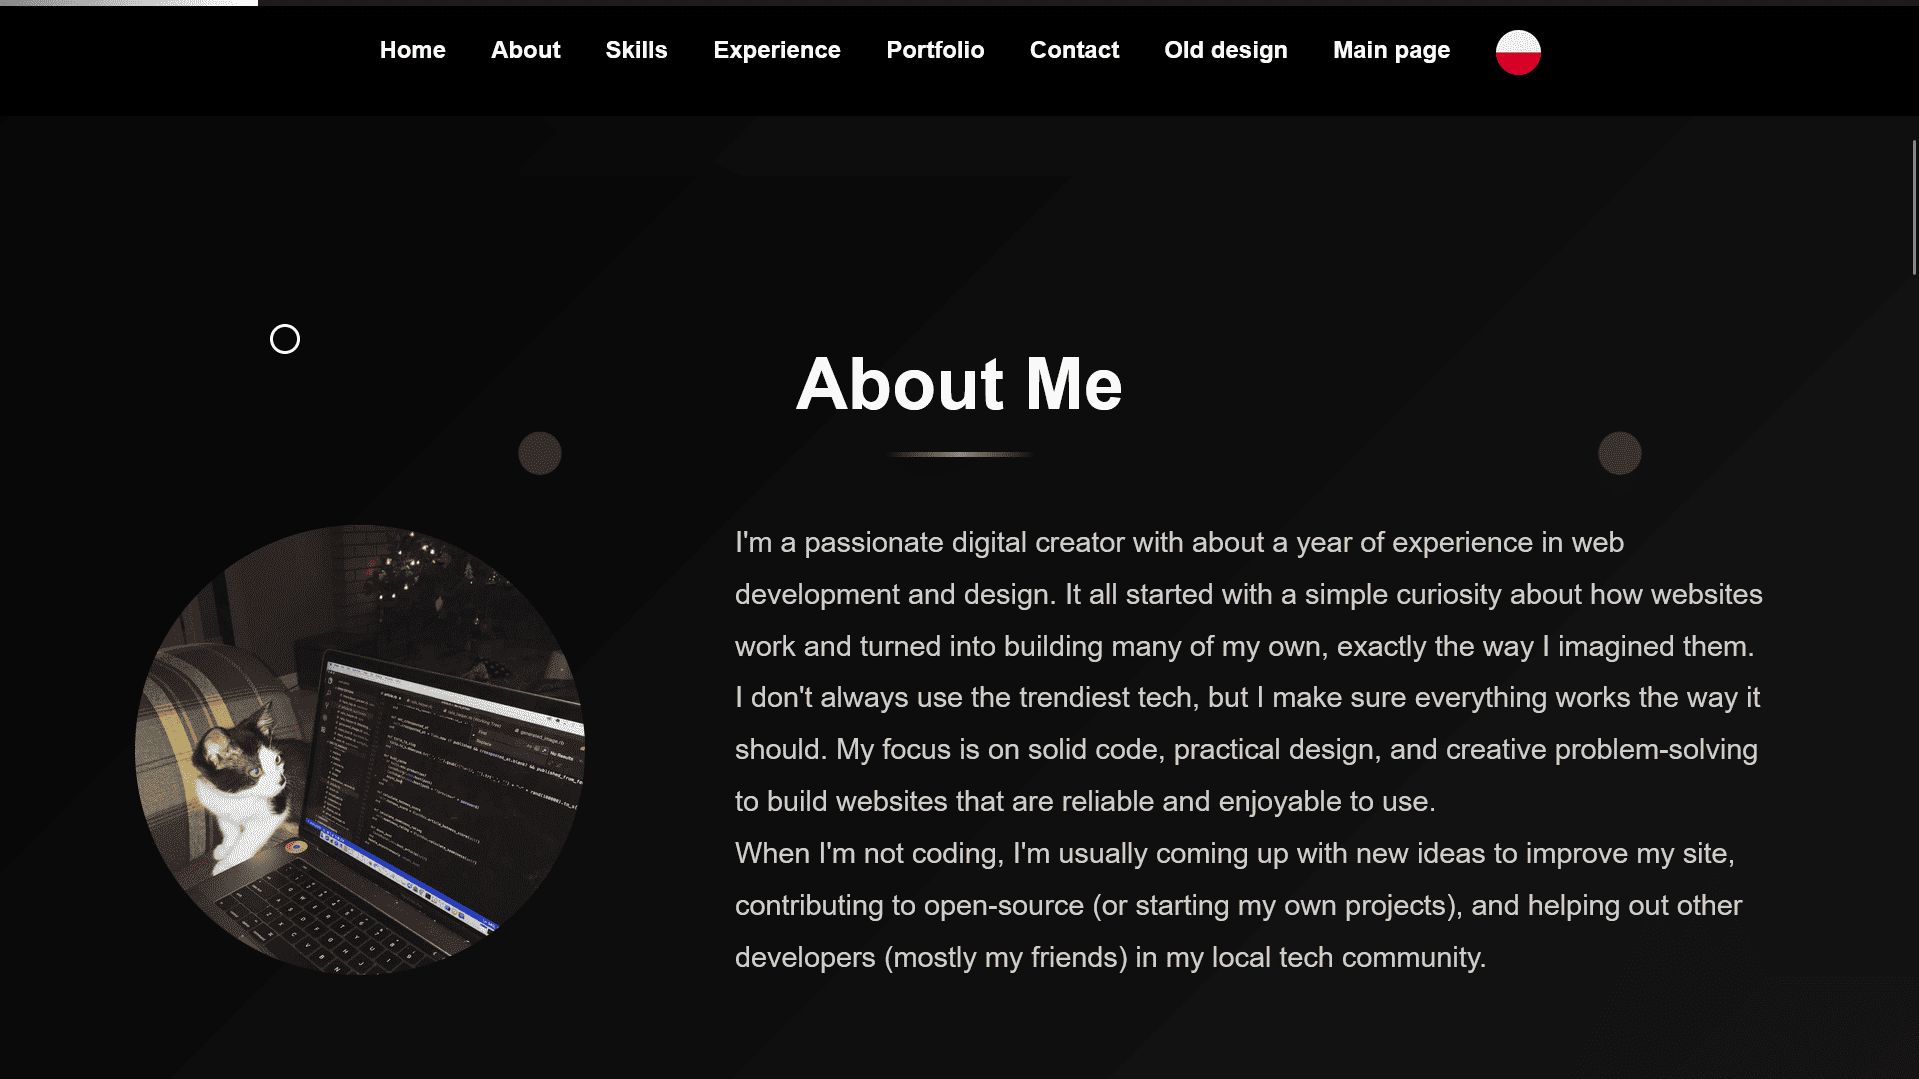 Home About Skills Experience Portfolio Contact Old design Main page
About Me
I'm a passionate digital creator with about a year of experience in web
development and design. It all started with a simple curiosity about how websites
work and turned into building many of my own, exactly the way I imagined them.
I don't always use the trendiest tech, but I make sure everything works the way it
should. My focus is on solid code, practical design, and creative problem-solving
to build websites that are reliable and enjoyable to use.
When I'm not coding, I'm usually coming up with new ideas to improve my site,
contributing to open-source (or starting my own projects), and helping out other
developers (mostly my friends) in my local tech community.